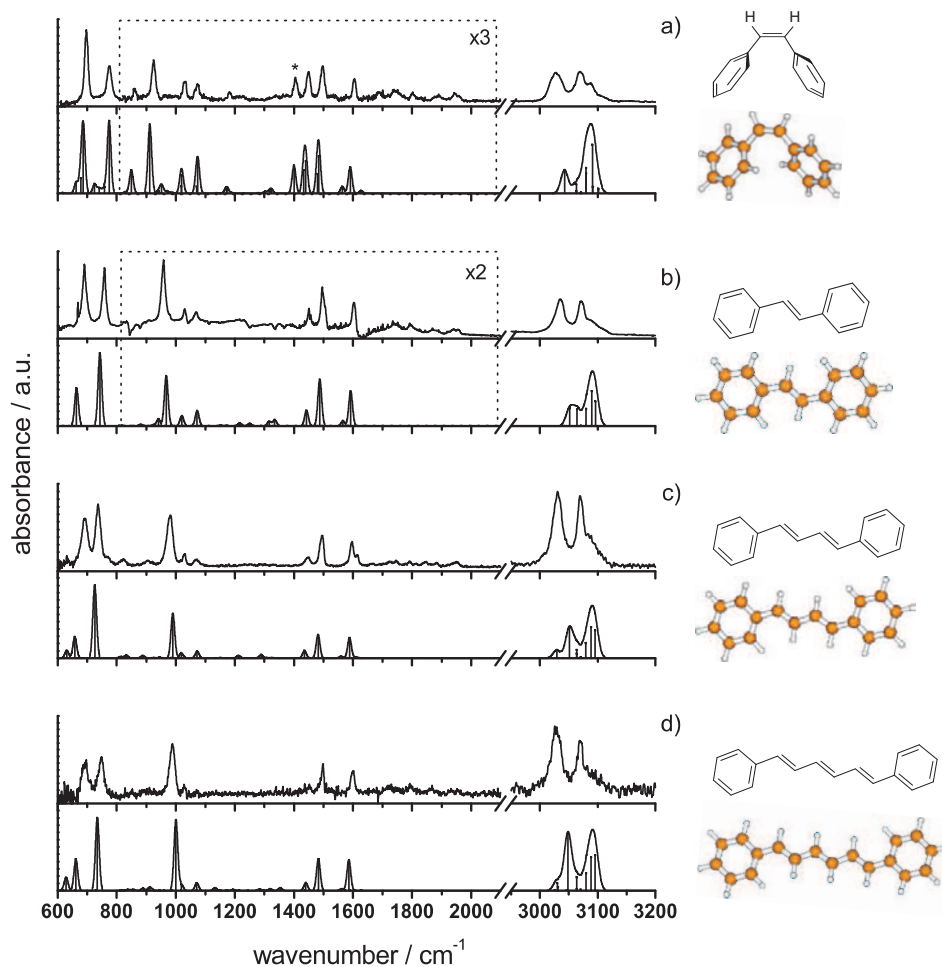 x3
*
a)
H H
x2
b)
absorbance / a.u.
c)
d)
600 800 1000 1200 1400 1600 1800 2000 3000 3100 3200
wavenumber / cm-1